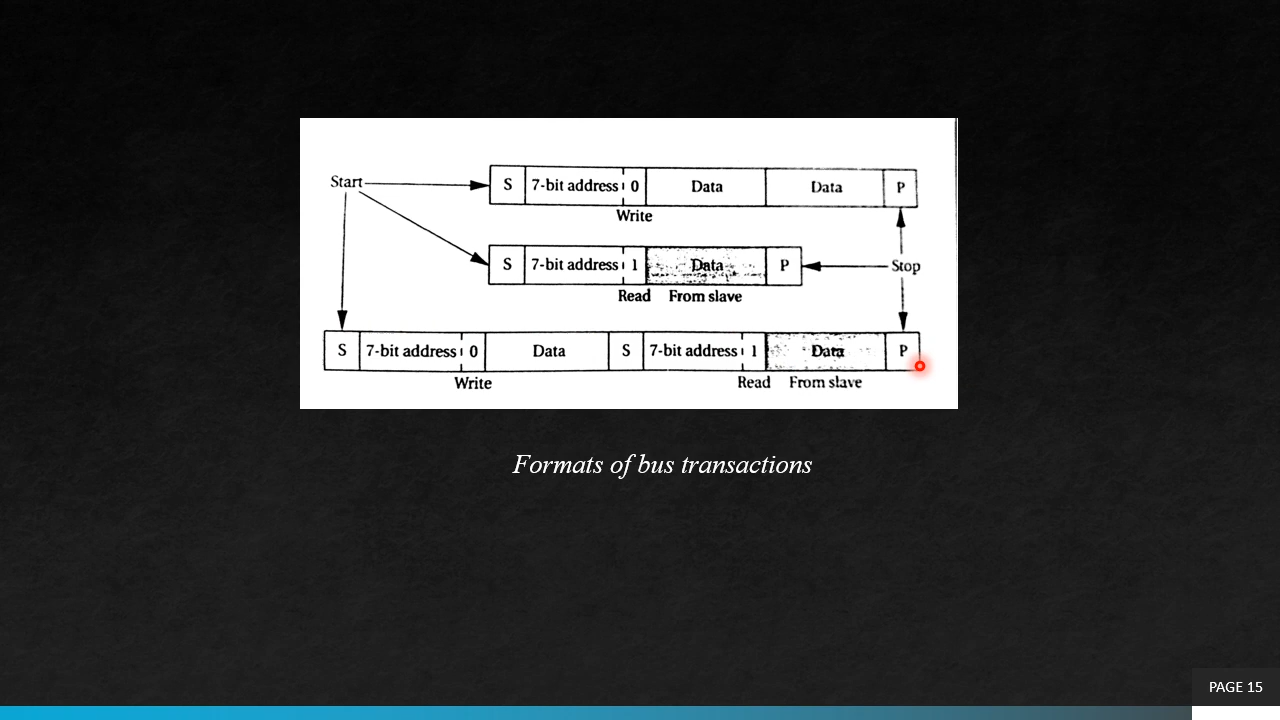 Start
S 7-bit address 0 Data Data P
Write
S 7-bit address 1 Data P
Stop
Read From slave
S 7-bit address 0 Data S 7-bit address 1 Data P
Write Read From slave
Formats of bus transactions
PAGE 15